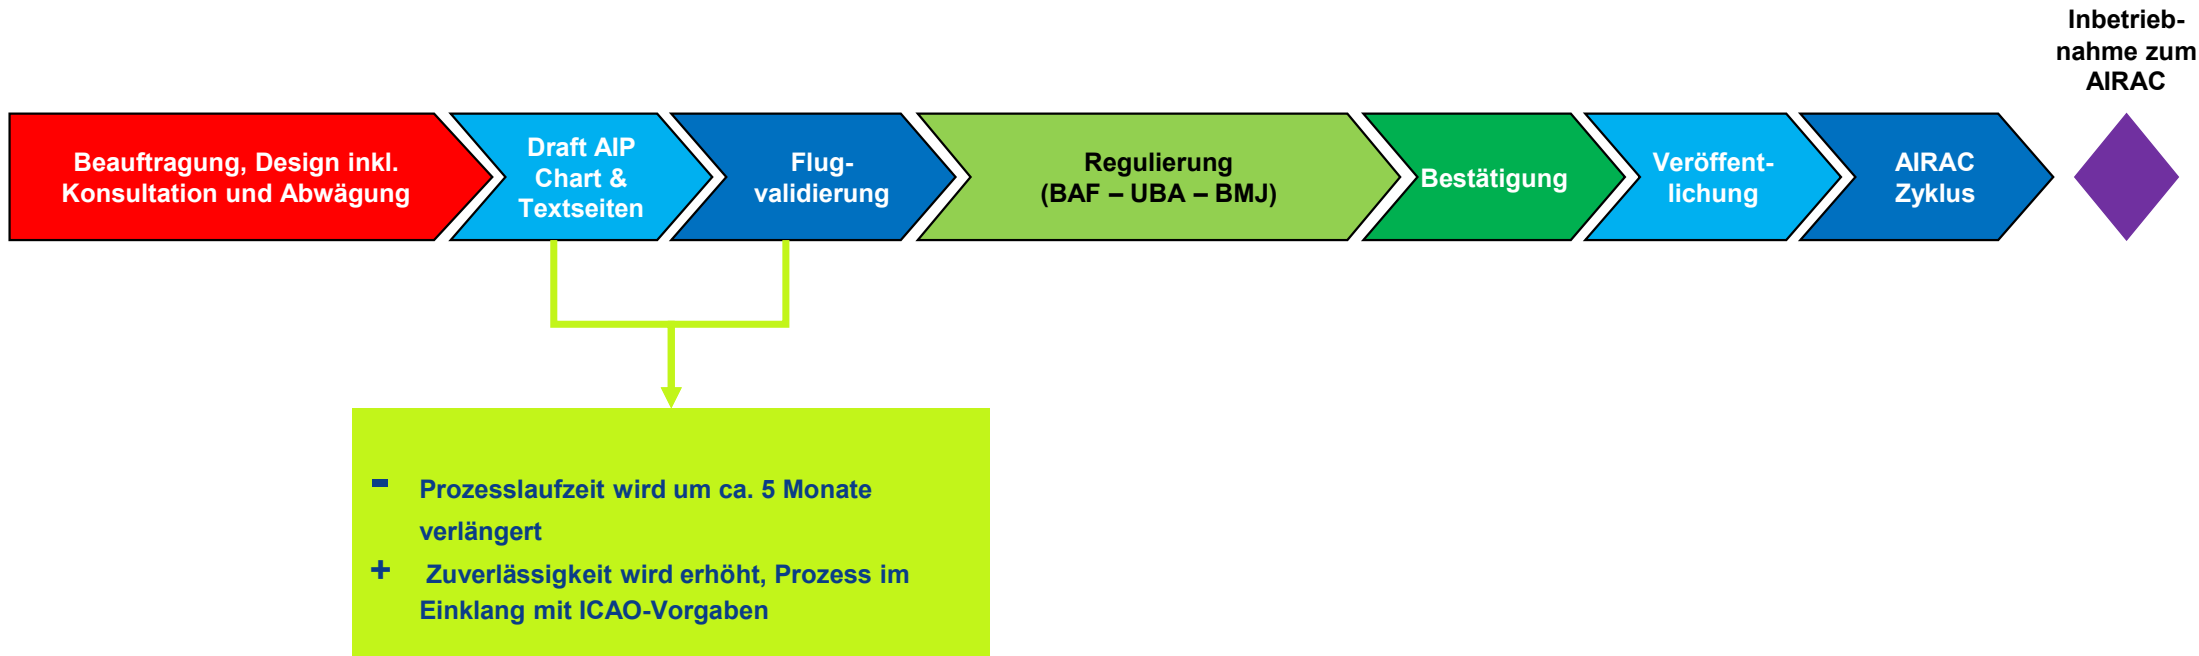 Inbetrieb-
nahme zum
AIRAC
Beauftragung, Design inkl.
Konsultation und Abwägung
Draft AIP
Chart &
Textseiten
Flug-
validierung
Regulierung
(BAF – UBA – BMJ)
Bestätigung
Veröffent-
lichung
AIRAC
Zyklus
- Prozesslaufzeit wird um ca. 5 Monate
verlängert
+ Zuverlässigkeit wird erhöht, Prozess im
Einklang mit ICAO-Vorgaben